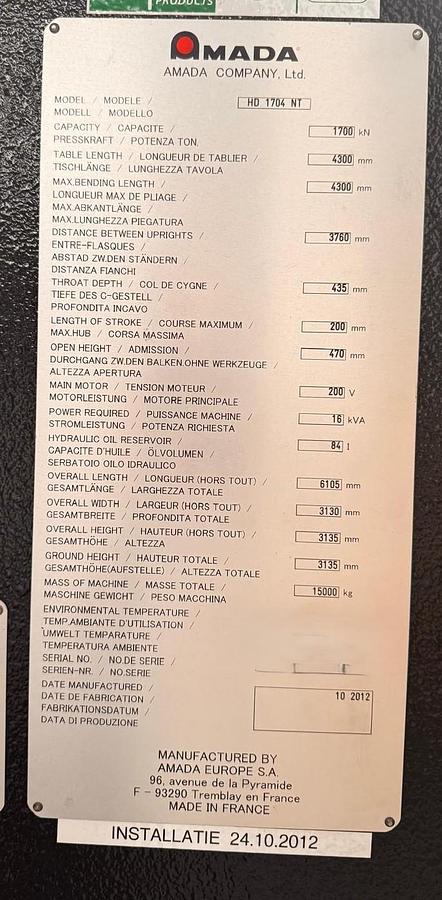 PRODUCTS
AMADA
AMADA COMPANY, Ltd.
MODEL / MODELE / HD 1704 NT
MODELL / MODELLO
CAPACITY / CAPACITE / 1700 kN
PRESSKRAFT / POTENZA TON.
TABLE LENGTH / LONGUEUR DE TABLIER / 4300 mm
TISCHLÄNGE / LUNGHEZZA TAVOLA
MAX.BENDING LENGTH / 4300 mm
LONGUEUR MAX DE PLIAGE /
MAX.ABKANTLÄNGE /
MAX.LUNGHEZZA PIEGATURA
DISTANCE BETWEEN UPRIGHTS / 3760 mm
ENTRE-FLASQUES /
ABSTAD ZW.DEN STÄNDERN /
DISTANZA FIANCHI
THROAT DEPTH / COL DE CYGNE / 435 mm
TIEFE DES C-GESTELL /
PROFONDITA INCAVO
LENGTH OF STROKE / COURSE MAXIMUM / 200 mm
MAX.HUB / CORSA MASSIMA
OPEN HEIGHT / ADMISSION / 470 mm
DURCHGANG ZW.DEN BALKEN OHNE WERKZEUGE /
ALTEZZA APERTURA
MAIN MOTOR / TENSION MOTEUR / 200 V
MOTORLEISTUNG / MOTORE PRINCIPALE
POWER REQUIRED / PUISSANCE MACHINE / 16 kVA
STROMLEISTUNG / POTENZA RICHIESTA
HYDRAULIC OIL RESERVOIR / 84 l
CAPACITE D'HUILE / ÖLVOLUMEN /
SERBATOIO OILO IDRAULICO
OVERALL LENGTH / LONGUEUR (HORS TOUT) / 6105 mm
GESAMTLÄNGE / LARGHEZZA TOTALE
OVERALL WIDTH / LARGEUR (HORS TOUT) / 3130 mm
GESAMTBREITE / PROFONDITA TOTALE
OVERALL HEIGHT / HAUTEUR (HORS TOUT) / 3135 mm
GESAMTHÖHE / ALTEZZA
GROUND HEIGHT / HAUTEUR TOTALE / 3135 mm
GESAMTHÖHE(AUFSTELLE) / ALTEZZA TOTALE
MASS OF MACHINE / MASSE TOTALE / 15000 kg
MASCHINE GEWICHT / PESO MACCHINA
ENVIRONMENTAL TEMPERATURE /
TEMP.AMBIANTE D'UTILISATION /
UMWELT TEMPARATURE /
TEMPERATURA AMBIENTE
SERIAL NO. / NO.DE SERIE /
SERIEN-NR. / NO.SERIE
DATE MANUFACTURED / 10 2012
DATE DE FABRICATION /
FABRIKATIONSDATUM /
DATA DI PRODUZIONE
MANUFACTURED BY
AMADA EUROPE S.A.
96, avenue de la Pyramide
F - 93290 Tremblay en France
MADE IN FRANCE
INSTALLATIE 24.10.2012